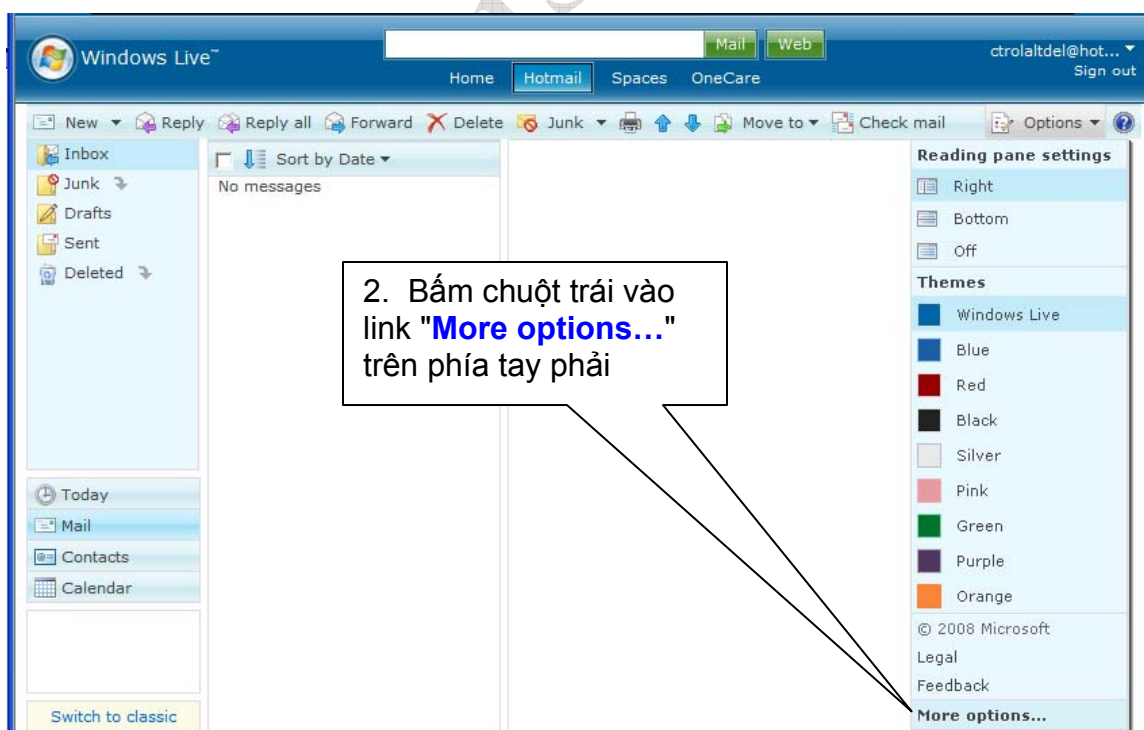 Windows Live™
Mail Web
ctrolaltdel@hot...
Sign out
Home Hotmail Spaces OneCare
New Reply Reply all Forward Delete Junk Move to Check mail Options
Inbox
Junk
Drafts
Sent
Deleted
Sort by Date
No messages
2. Bấm chuột trái vào
link "More options…"
trên phía tay phải
Reading pane settings
Right
Bottom
Off
Themes
Windows Live
Blue
Red
Black
Silver
Pink
Green
Purple
Orange
© 2008 Microsoft
Legal
Feedback
More options...
Today
Mail
Contacts
Calendar
Switch to classic